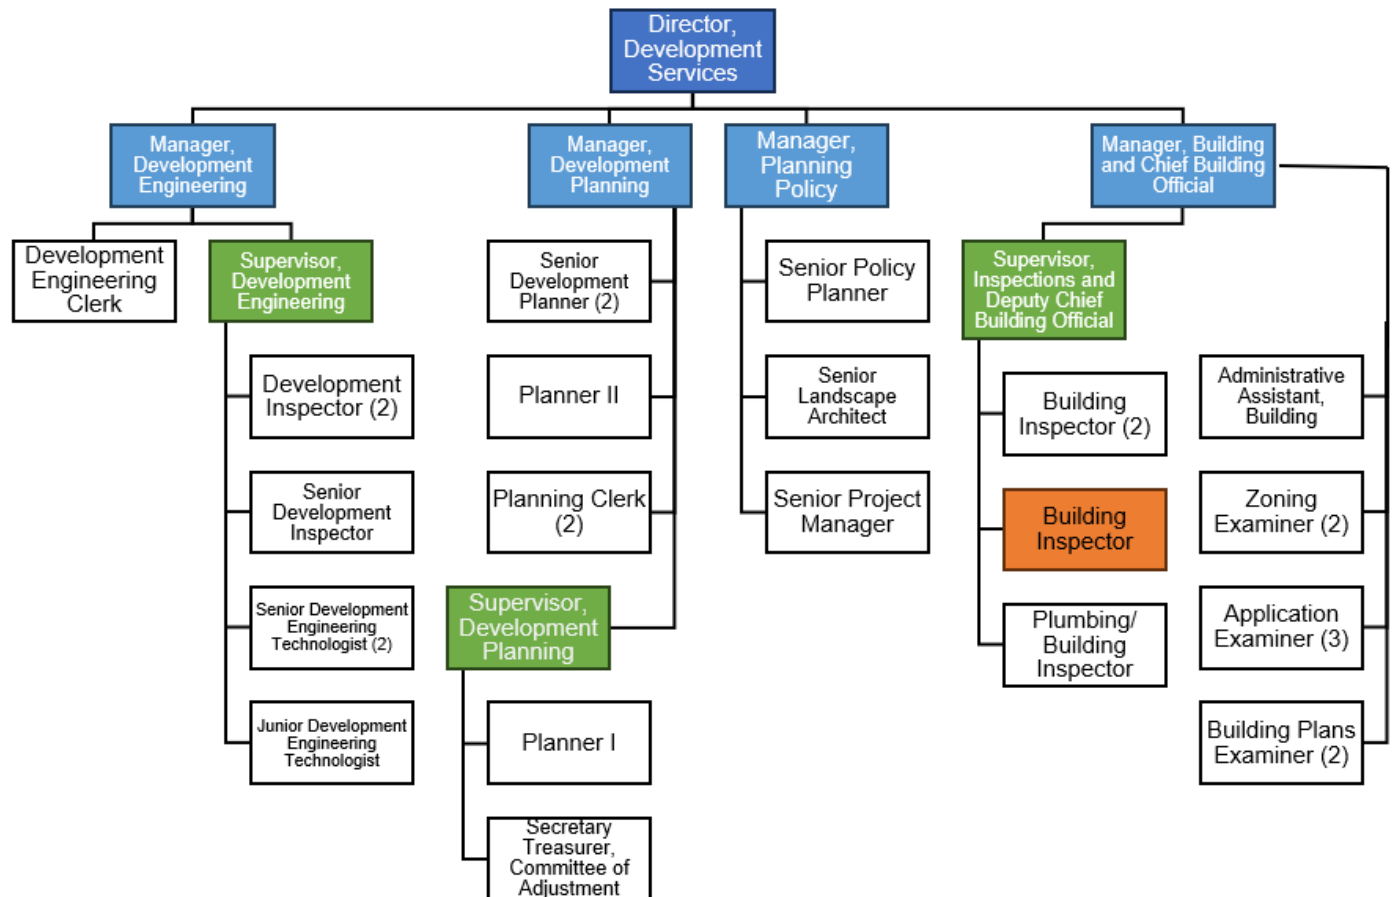 Director,
Development
Services
Manager,
Development
Engineering
Manager,
Development
Planning
Manager,
Planning
Policy
Manager, Building
and Chief Building
Official
Development
Engineering
Clerk
Supervisor,
Development
Engineering
Development
Inspector (2)
Senior
Development
Inspector
Senior Development
Engineering
Technologist (2)
Junior Development
Engineering
Technologist
Senior
Development
Planner (2)
Planner II
Planning Clerk
(2)
Supervisor,
Development
Planning
Planner I
Secretary
Treasurer,
Committee of
Adjustment
Senior Policy
Planner
Senior
Landscape
Architect
Senior Project
Manager
Supervisor,
Inspections and
Deputy Chief
Building Official
Building
Inspector (2)
Building
Inspector
Plumbing/
Building
Inspector
Administrative
Assistant,
Building
Zoning
Examiner (2)
Application
Examiner (3)
Building Plans
Examiner (2)